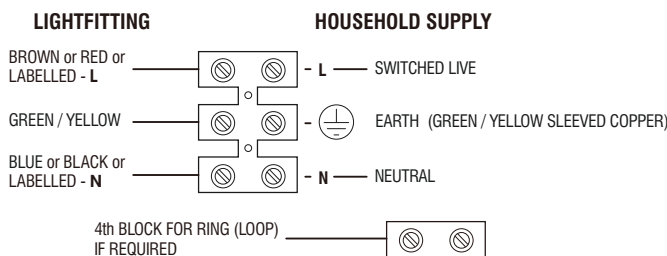 LIGHTFITTING
HOUSEHOLD SUPPLY
BROWN or RED or
LABELLED - L
- L
SWITCHED LIVE
GREEN / YELLOW
-
EARTH (GREEN / YELLOW SLEEVED COPPER)
BLUE or BLACK or
LABELLED - N
- N
NEUTRAL
4th BLOCK FOR RING (LOOP)
IF REQUIRED